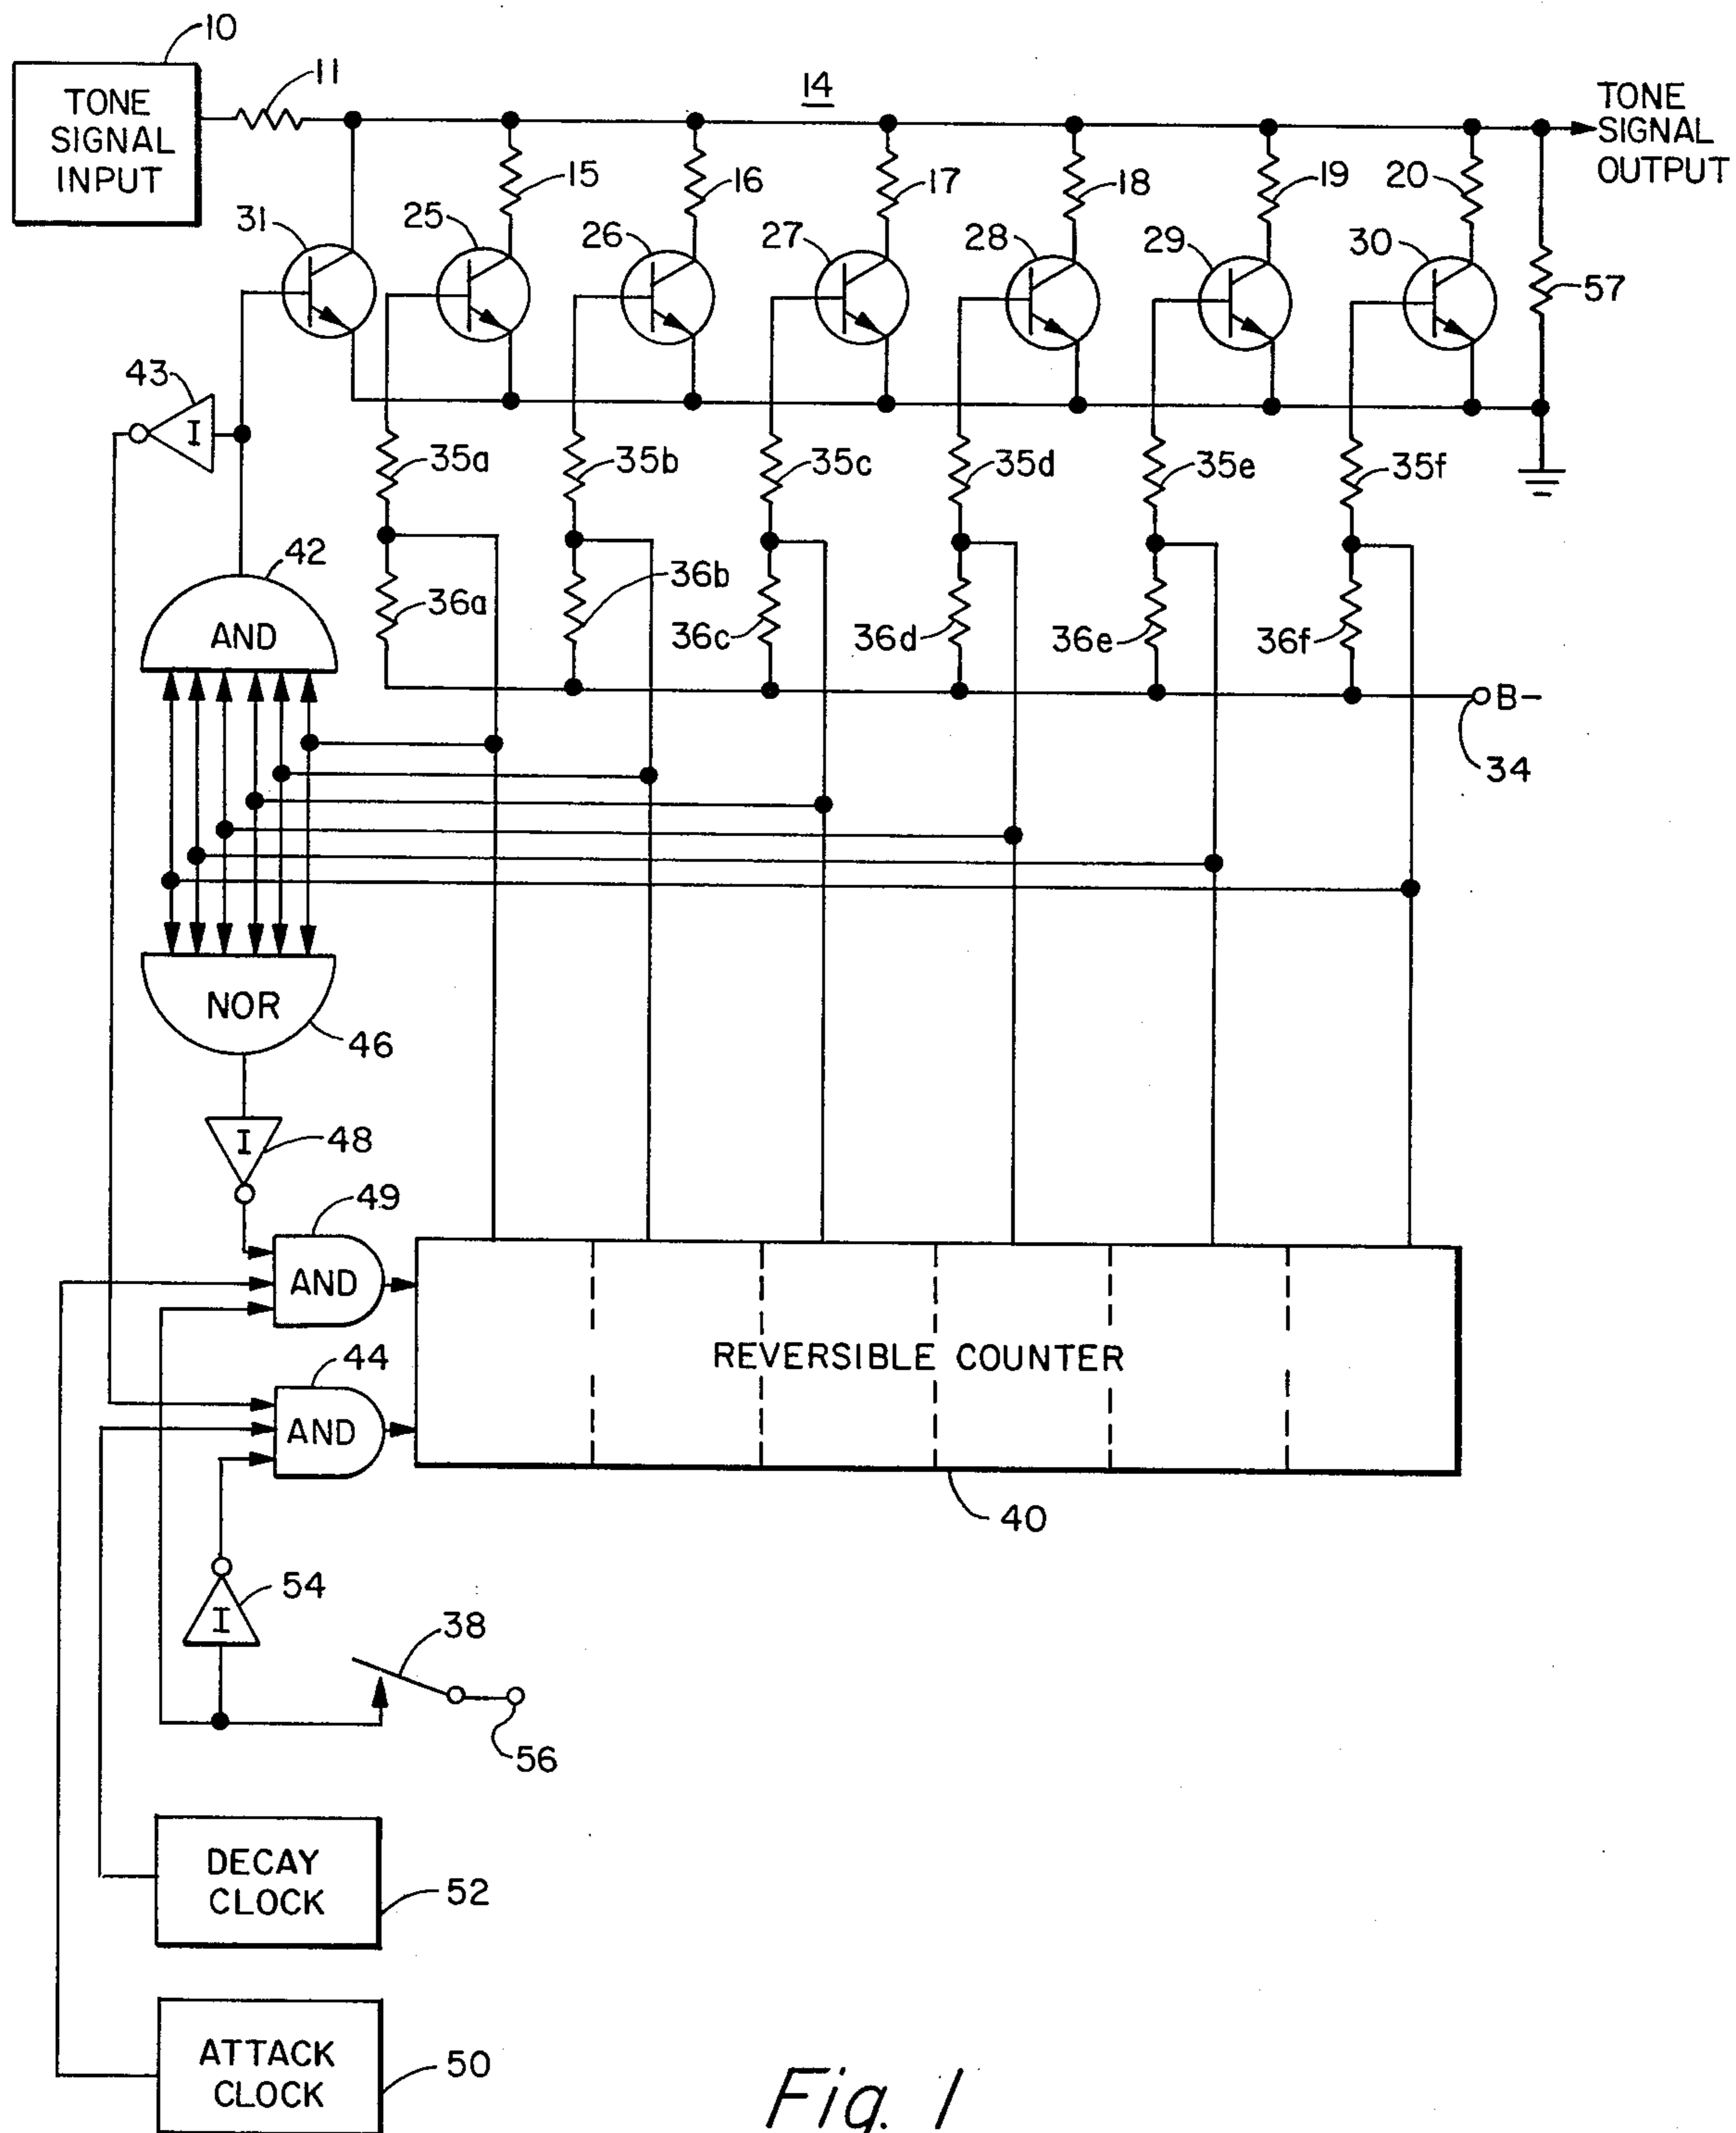 10
TONE
SIGNAL
INPUT
11
14
TONE
SIGNAL
OUTPUT
15
16
17
18
19
20
31
25
26
27
28
29
30
57
43
I
35a
35b
35c
35d
35e
35f
42
AND
36a
36b
36c
36d
36e
36f
B-
34
NOR
46
I
48
49
AND
44
AND
REVERSIBLE COUNTER
40
54
I
38
56
DECAY
CLOCK
52
ATTACK
CLOCK
50
Fig. 1